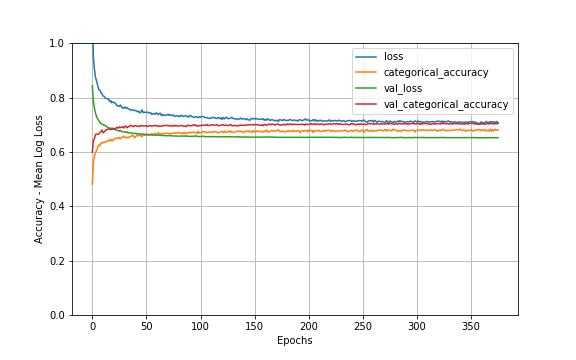 1.0
0.8
0.6
0.4
0.2
0.0
Accuracy - Mean Log Loss
loss
categorical_accuracy
val_loss
val_categorical_accuracy
0 50 100 150 200 250 300 350
Epochs